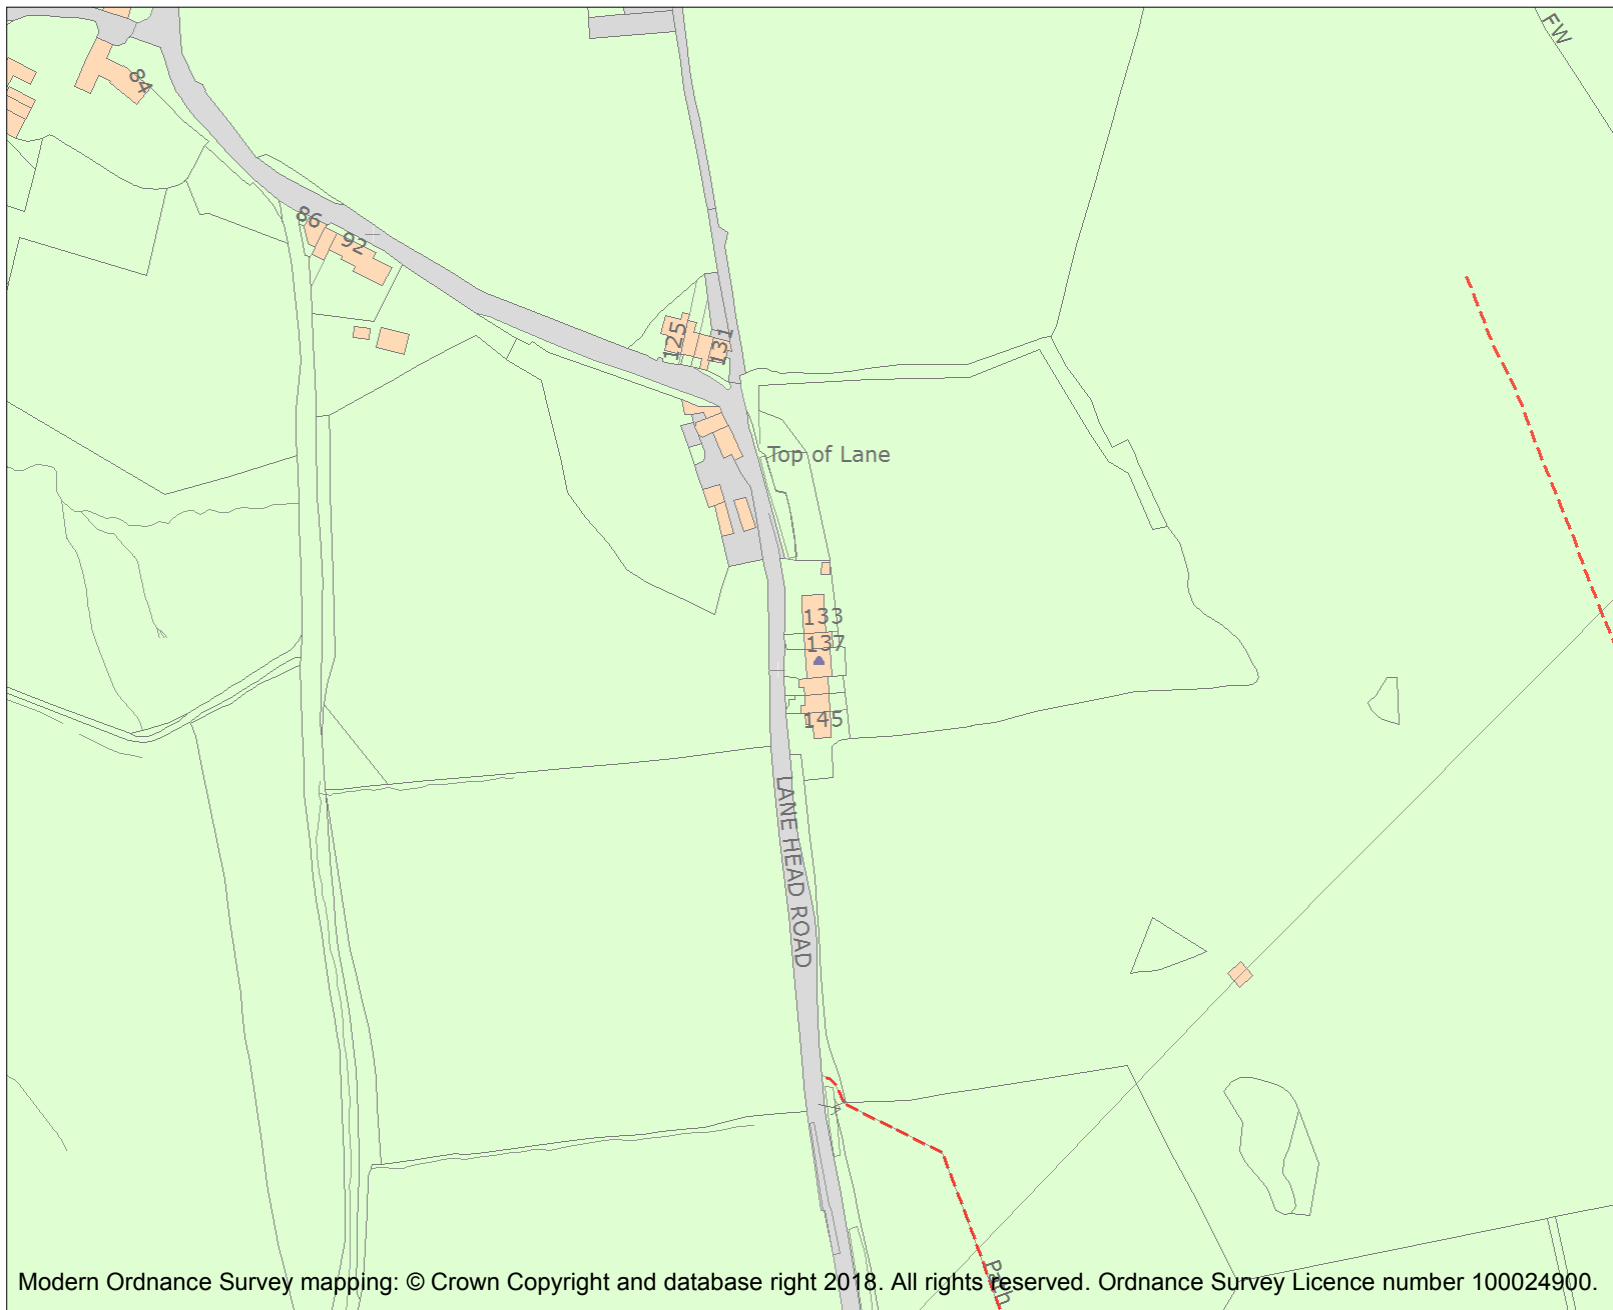 FW
84
86
92
125
131
Top of Lane
133
137
145
LANE HEAD ROAD
Path
Modern Ordnance Survey mapping: © Crown Copyright and database right 2018. All rights reserved. Ordnance Survey Licence number 100024900.